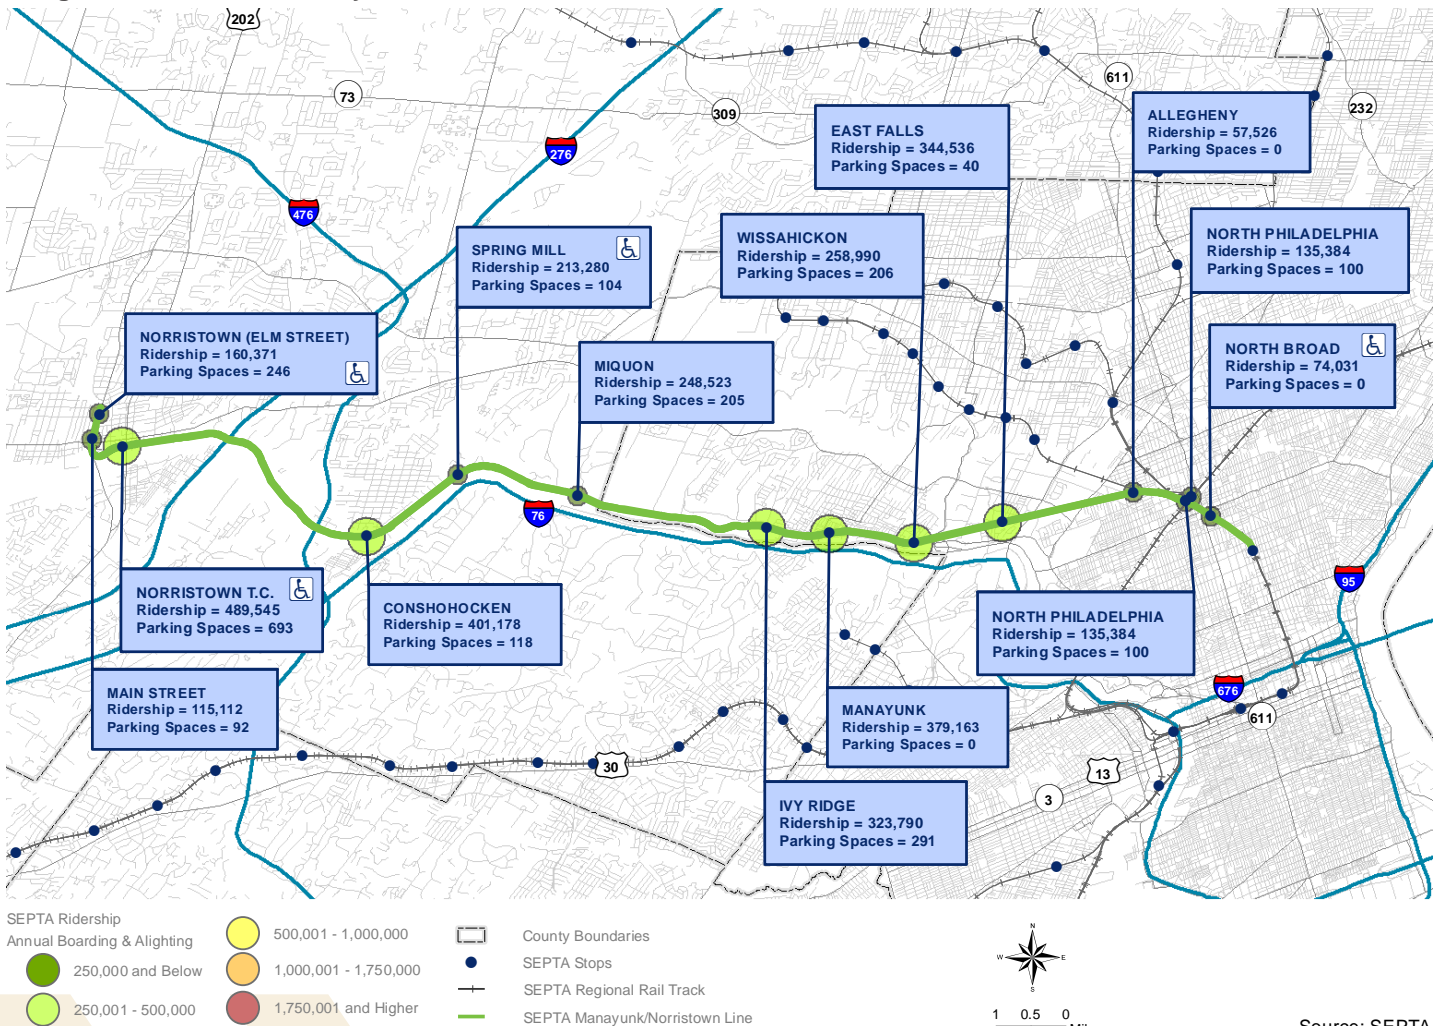 202
73
309
611
232
276
476
EAST FALLS
Ridership = 344,536
Parking Spaces = 40
ALLEGHENY
Ridership = 57,526
Parking Spaces = 0
SPRING MILL
Ridership = 213,280
Parking Spaces = 104
WISSAHICKON
Ridership = 258,990
Parking Spaces = 206
NORTH PHILADELPHIA
Ridership = 135,384
Parking Spaces = 100
NORRISTOWN (ELM STREET)
Ridership = 160,371
Parking Spaces = 246
MIQUON
Ridership = 248,523
Parking Spaces = 205
NORTH BROAD
Ridership = 74,031
Parking Spaces = 0
76
95
NORRISTOWN T.C.
Ridership = 489,545
Parking Spaces = 693
CONSHOHOCKEN
Ridership = 401,178
Parking Spaces = 118
NORTH PHILADELPHIA
Ridership = 135,384
Parking Spaces = 100
MAIN STREET
Ridership = 115,112
Parking Spaces = 92
MANAYUNK
Ridership = 379,163
Parking Spaces = 0
676
611
30
13
3
IVY RIDGE
Ridership = 323,790
Parking Spaces = 291
SEPTA Ridership
Annual Boarding & Alighting
250,000 and Below
250,001 - 500,000
500,001 - 1,000,000
1,000,001 - 1,750,000
1,750,001 and Higher
County Boundaries
SEPTA Stops
SEPTA Regional Rail Track
SEPTA Manayunk/Norristown Line
N
W E
S
1 0.5 0
Source: SEPTA